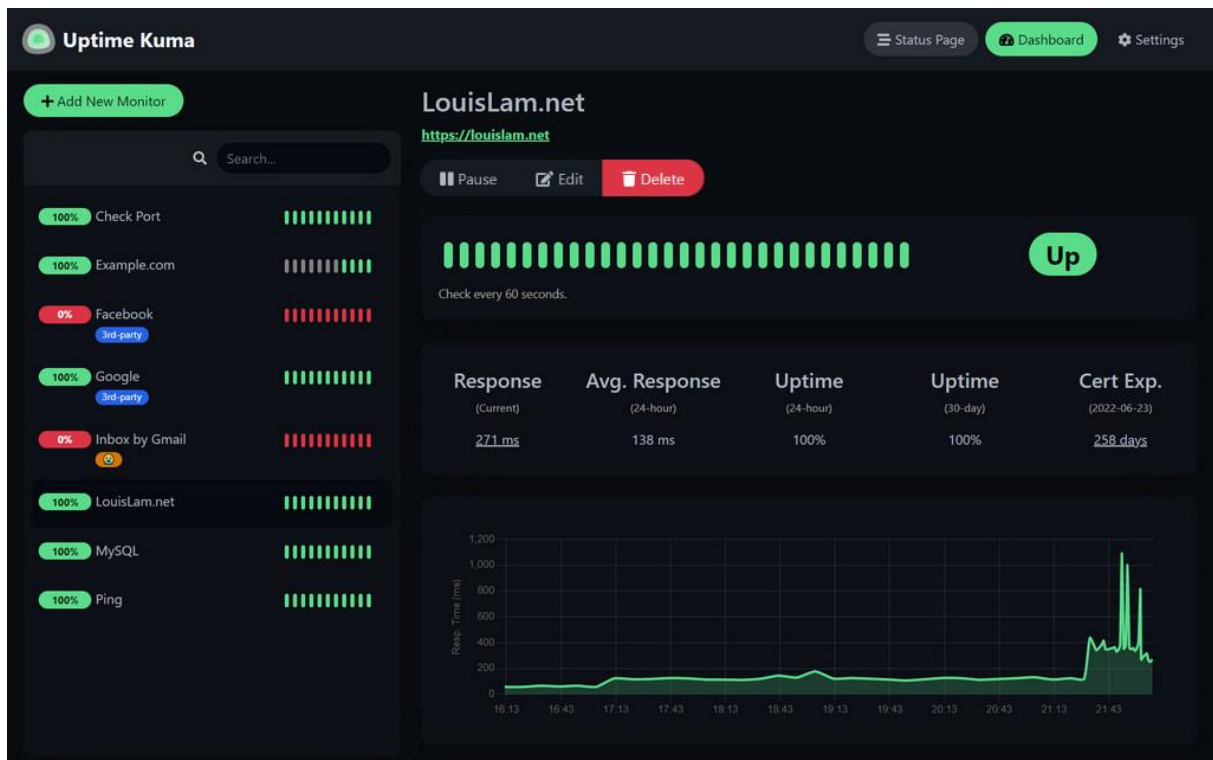 Uptime Kuma
Status Page
Dashboard
Settings
Add New Monitor
Search...
100% Check Port
100% Example.com
0% Facebook
3rd-party
100% Google
3rd-party
0% Inbox by Gmail
100% LouisLam.net
100% MySQL
100% Ping
LouisLam.net
https://louislam.net
Pause
Edit
Delete
Up
Check every 60 seconds.
Response Avg. Response Uptime Uptime Cert Exp.
(Current) (24-hour) (24-hour) (30-day) (2022-06-23)
271 ms 138 ms 100% 100% 258 days
Resp. Time (ms)
1,200
1,000
800
600
400
200
0
16:13 16:43 17:13 17:43 18:13 18:43 19:13 19:43 20:13 20:43 21:13 21:43